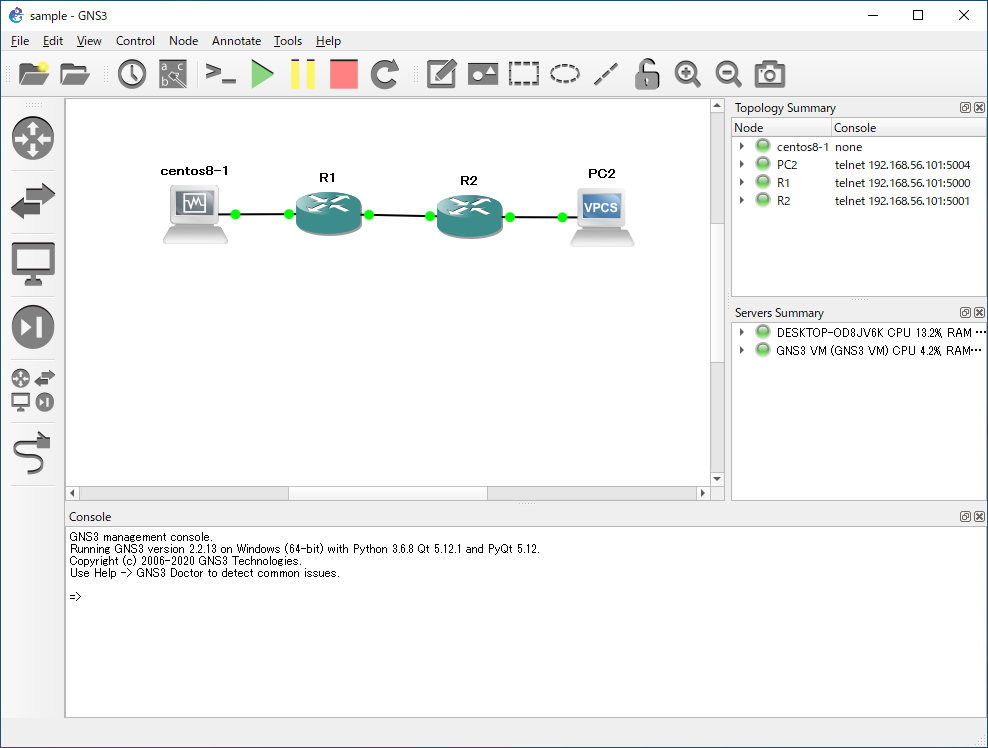 sample - GNS3
File Edit View Control Node Annotate Tools Help
a c
b
centos8-1
R1
R2
PC2
VPCS
Topology Summary
Node Console
centos8-1 none
PC2 telnet 192.168.56.101:5004
R1 telnet 192.168.56.101:5000
R2 telnet 192.168.56.101:5001
Servers Summary
DESKTOP-OD8JV6K CPU 13.2%, RAM ...
GNS3 VM (GNS3 VM) CPU 4.2%, RAM...
Console
GNS3 management console.
Running GNS3 version 2.2.13 on Windows (64-bit) with Python 3.6.8 Qt 5.12.1 and PyQt 5.12.
Copyright (c) 2006-2020 GNS3 Technologies.
Use Help -> GNS3 Doctor to detect common issues.
=>